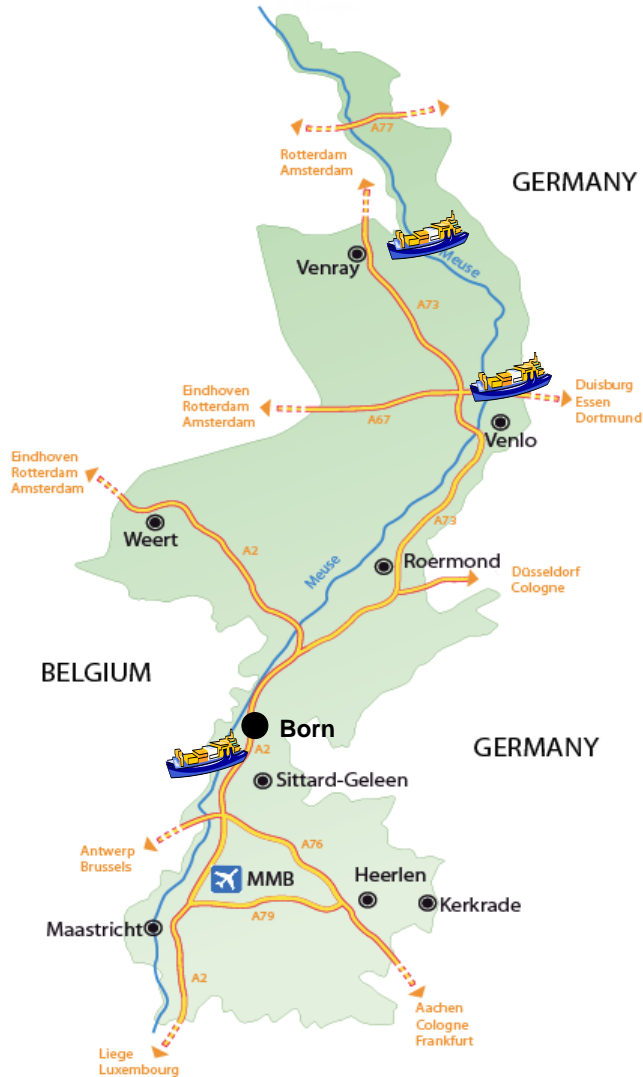 A77
Rotterdam
Amsterdam
GERMANY
Meuse
Venray
A73
Eindhoven
Rotterdam
Amsterdam
A67
Duisburg
Essen
Dortmund
Venlo
Eindhoven
Rotterdam
Amsterdam
A73
Weert
A2
Meuse
Roermond
Düsseldorf
Cologne
BELGIUM
Born
GERMANY
A2
Sittard-Geleen
Antwerp
Brussels
A76
MMB
Heerlen
Kerkrade
A79
Maastricht
A2
Aachen
Cologne
Frankfurt
Liege
Luxembourg